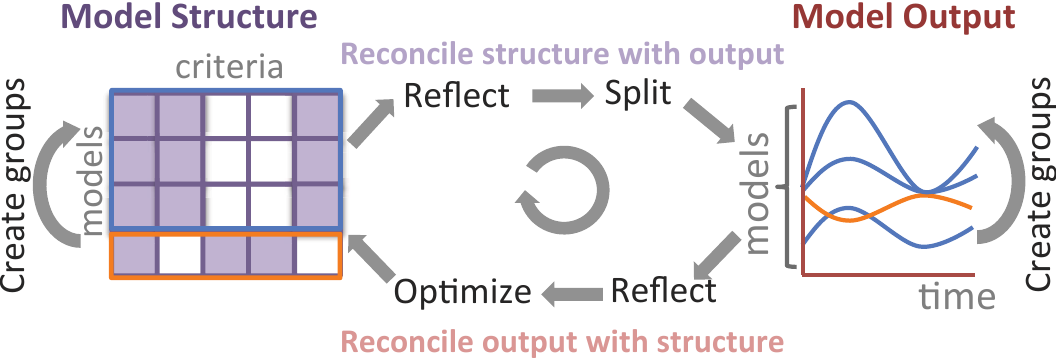 Model Structure
Model Output
Reconcile structure with output
criteria
Reflect
Split
Create groups
models
models
Create groups
Optimize
Reflect
time
Reconcile output with structure